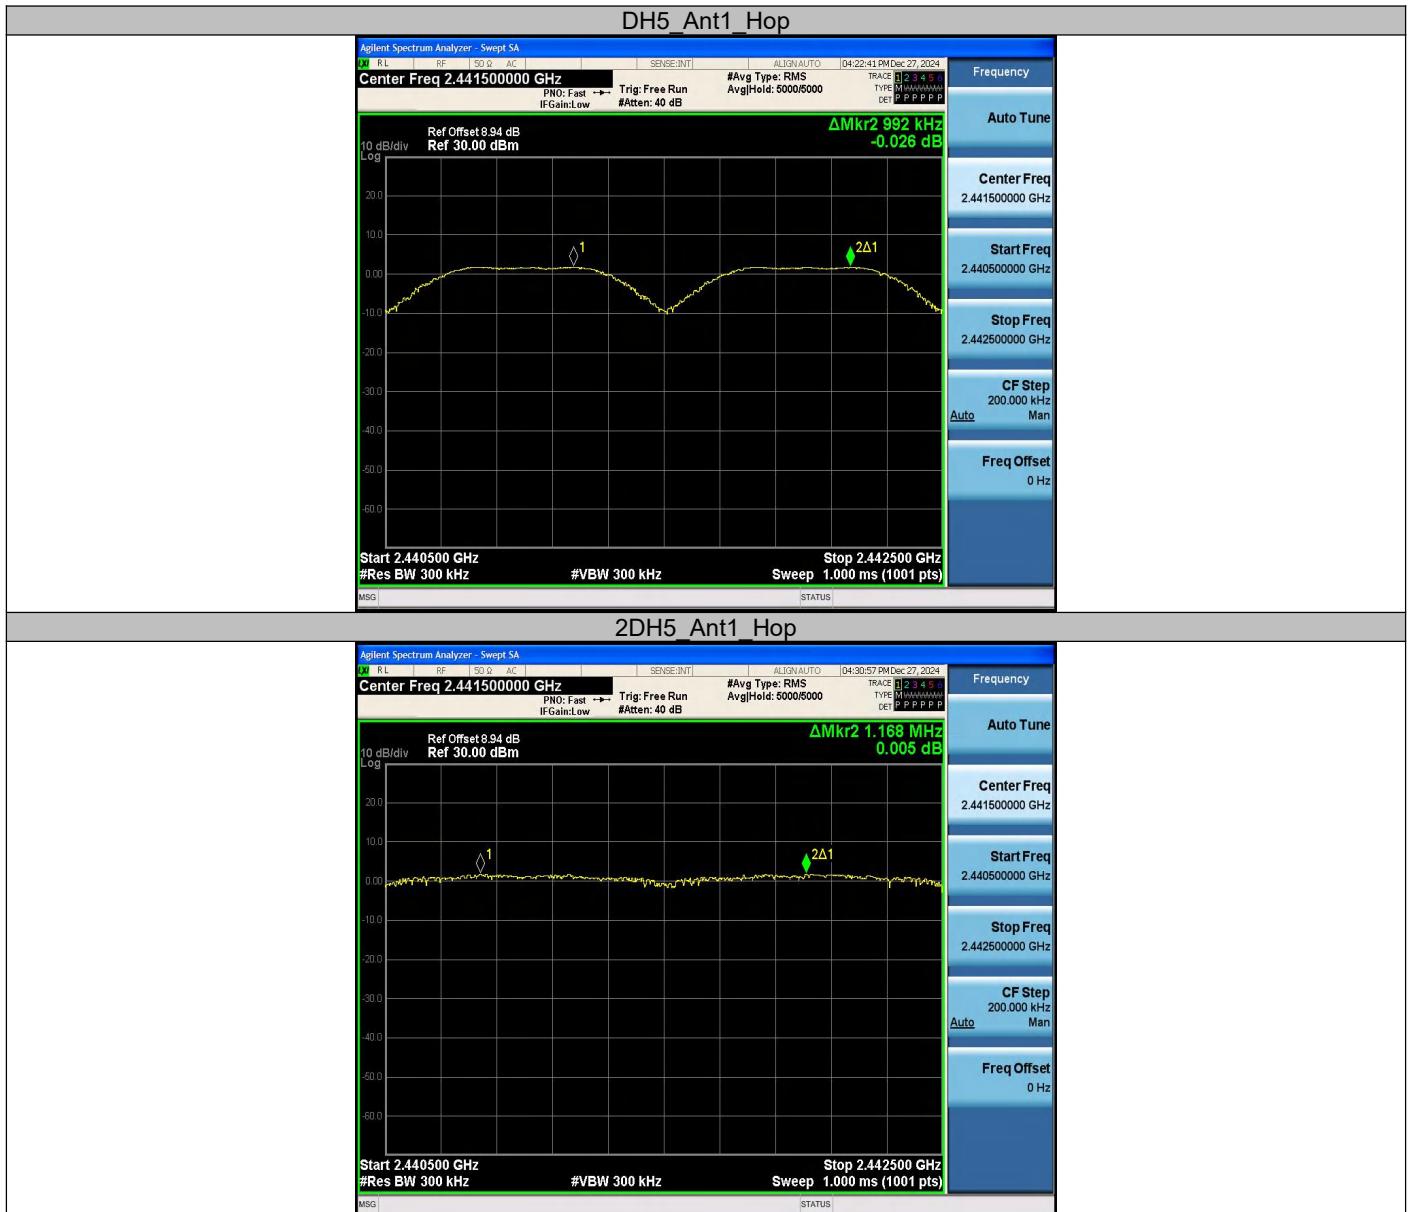 DH5_Ant1_Hop
Agilent Spectrum Analyzer - Swept SA
LXI RL RF 50 Ω AC SENSE:INT ALIGN AUTO 04:22:41 PM Dec 27, 2024
Center Freq 2.441500000 GHz
PNO: Fast
IFGain:Low
Trig: Free Run
#Atten: 40 dB
#Avg Type: RMS
Avg|Hold: 5000/5000
TRACE 1 2 3 4 5 6
TYPE M
DET P P P P P P
ΔMkr2 992 kHz
-0.026 dB
Ref Offset 8.94 dB
10 dB/div Ref 30.00 dBm
Log
20.0
10.0
0.00
-10.0
-20.0
-30.0
-40.0
-50.0
-60.0
1
2Δ1
Start 2.440500 GHz Stop 2.442500 GHz
#Res BW 300 kHz #VBW 300 kHz Sweep 1.000 ms (1001 pts)
MSG STATUS
Frequency
Auto Tune
Center Freq
2.441500000 GHz
Start Freq
2.440500000 GHz
Stop Freq
2.442500000 GHz
CF Step
200.000 kHz
Auto Man
Freq Offset
0 Hz
2DH5_Ant1_Hop
Agilent Spectrum Analyzer - Swept SA
LXI RL RF 50 Ω AC SENSE:INT ALIGN AUTO 04:30:57 PM Dec 27, 2024
Center Freq 2.441500000 GHz
PNO: Fast
IFGain:Low
Trig: Free Run
#Atten: 40 dB
#Avg Type: RMS
Avg|Hold: 5000/5000
TRACE 1 2 3 4 5 6
TYPE M
DET P P P P P P
ΔMkr2 1.168 MHz
0.005 dB
Ref Offset 8.94 dB
10 dB/div Ref 30.00 dBm
Log
20.0
10.0
0.00
-10.0
-20.0
-30.0
-40.0
-50.0
-60.0
1
2Δ1
Start 2.440500 GHz Stop 2.442500 GHz
#Res BW 300 kHz #VBW 300 kHz Sweep 1.000 ms (1001 pts)
MSG STATUS
Frequency
Auto Tune
Center Freq
2.441500000 GHz
Start Freq
2.440500000 GHz
Stop Freq
2.442500000 GHz
CF Step
200.000 kHz
Auto Man
Freq Offset
0 Hz